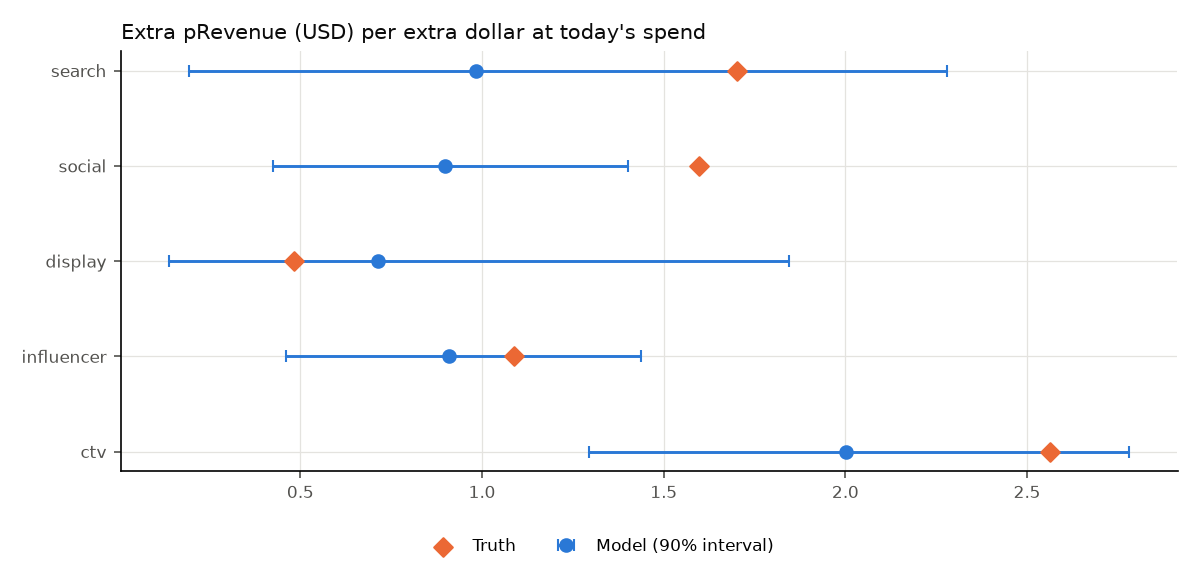 Extra pRevenue (USD) per extra dollar at today's spend
search
social
display
influencer
ctv
0.5 1.0 1.5 2.0 2.5
Truth Model (90% interval)